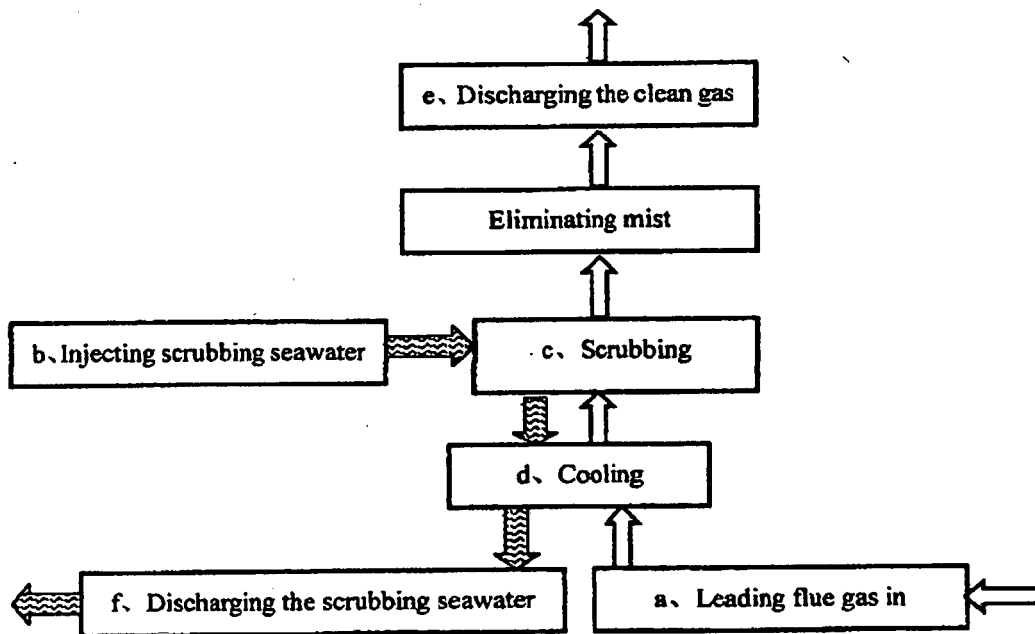 e、Discharging the clean gas
Eliminating mist
b、Injecting scrubbing seawater
c、Scrubbing
d、Cooling
f、Discharging the scrubbing seawater
a、Leading flue gas in